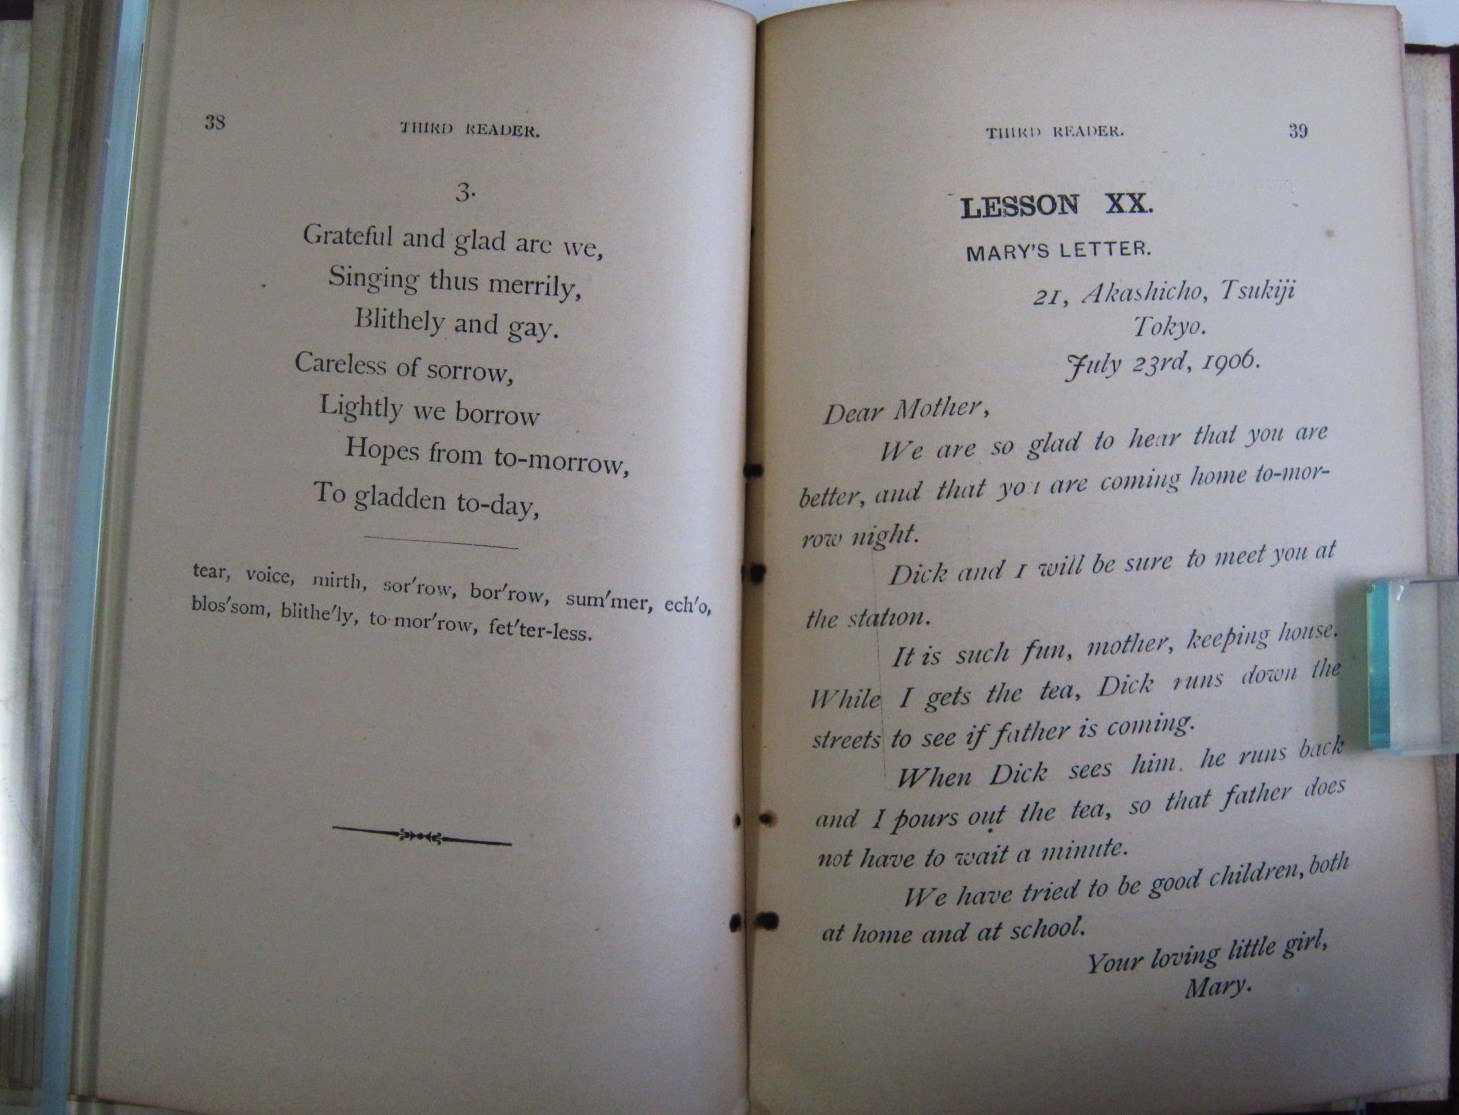 38
THIRD READER.
3.
Grateful and glad are we,
Singing thus merrily,
Blithely and gay.
Careless of sorrow,
Lightly we borrow
Hopes from to-morrow,
To gladden to-day,
tear, voice, mirth, sor'row, bor'row, sum'mer, ech'o,
blos'som, blithe'ly, to-mor'row, fet'ter-less.
THIRD READER.
39
LESSON XX.
MARY'S LETTER.
21, Akashicho, Tsukiji
Tokyo.
July 23rd, 1906.
Dear Mother,
We are so glad to hear that you are
better, and that you are coming home to-mor-
row night.
Dick and I will be sure to meet you at
the station.
It is such fun, mother, keeping house.
While I gets the tea, Dick runs down the
streets to see if father is coming.
When Dick sees him, he runs back
and I pours out the tea, so that father does
not have to wait a minute.
We have tried to be good children, both
at home and at school.
Your loving little girl,
Mary.